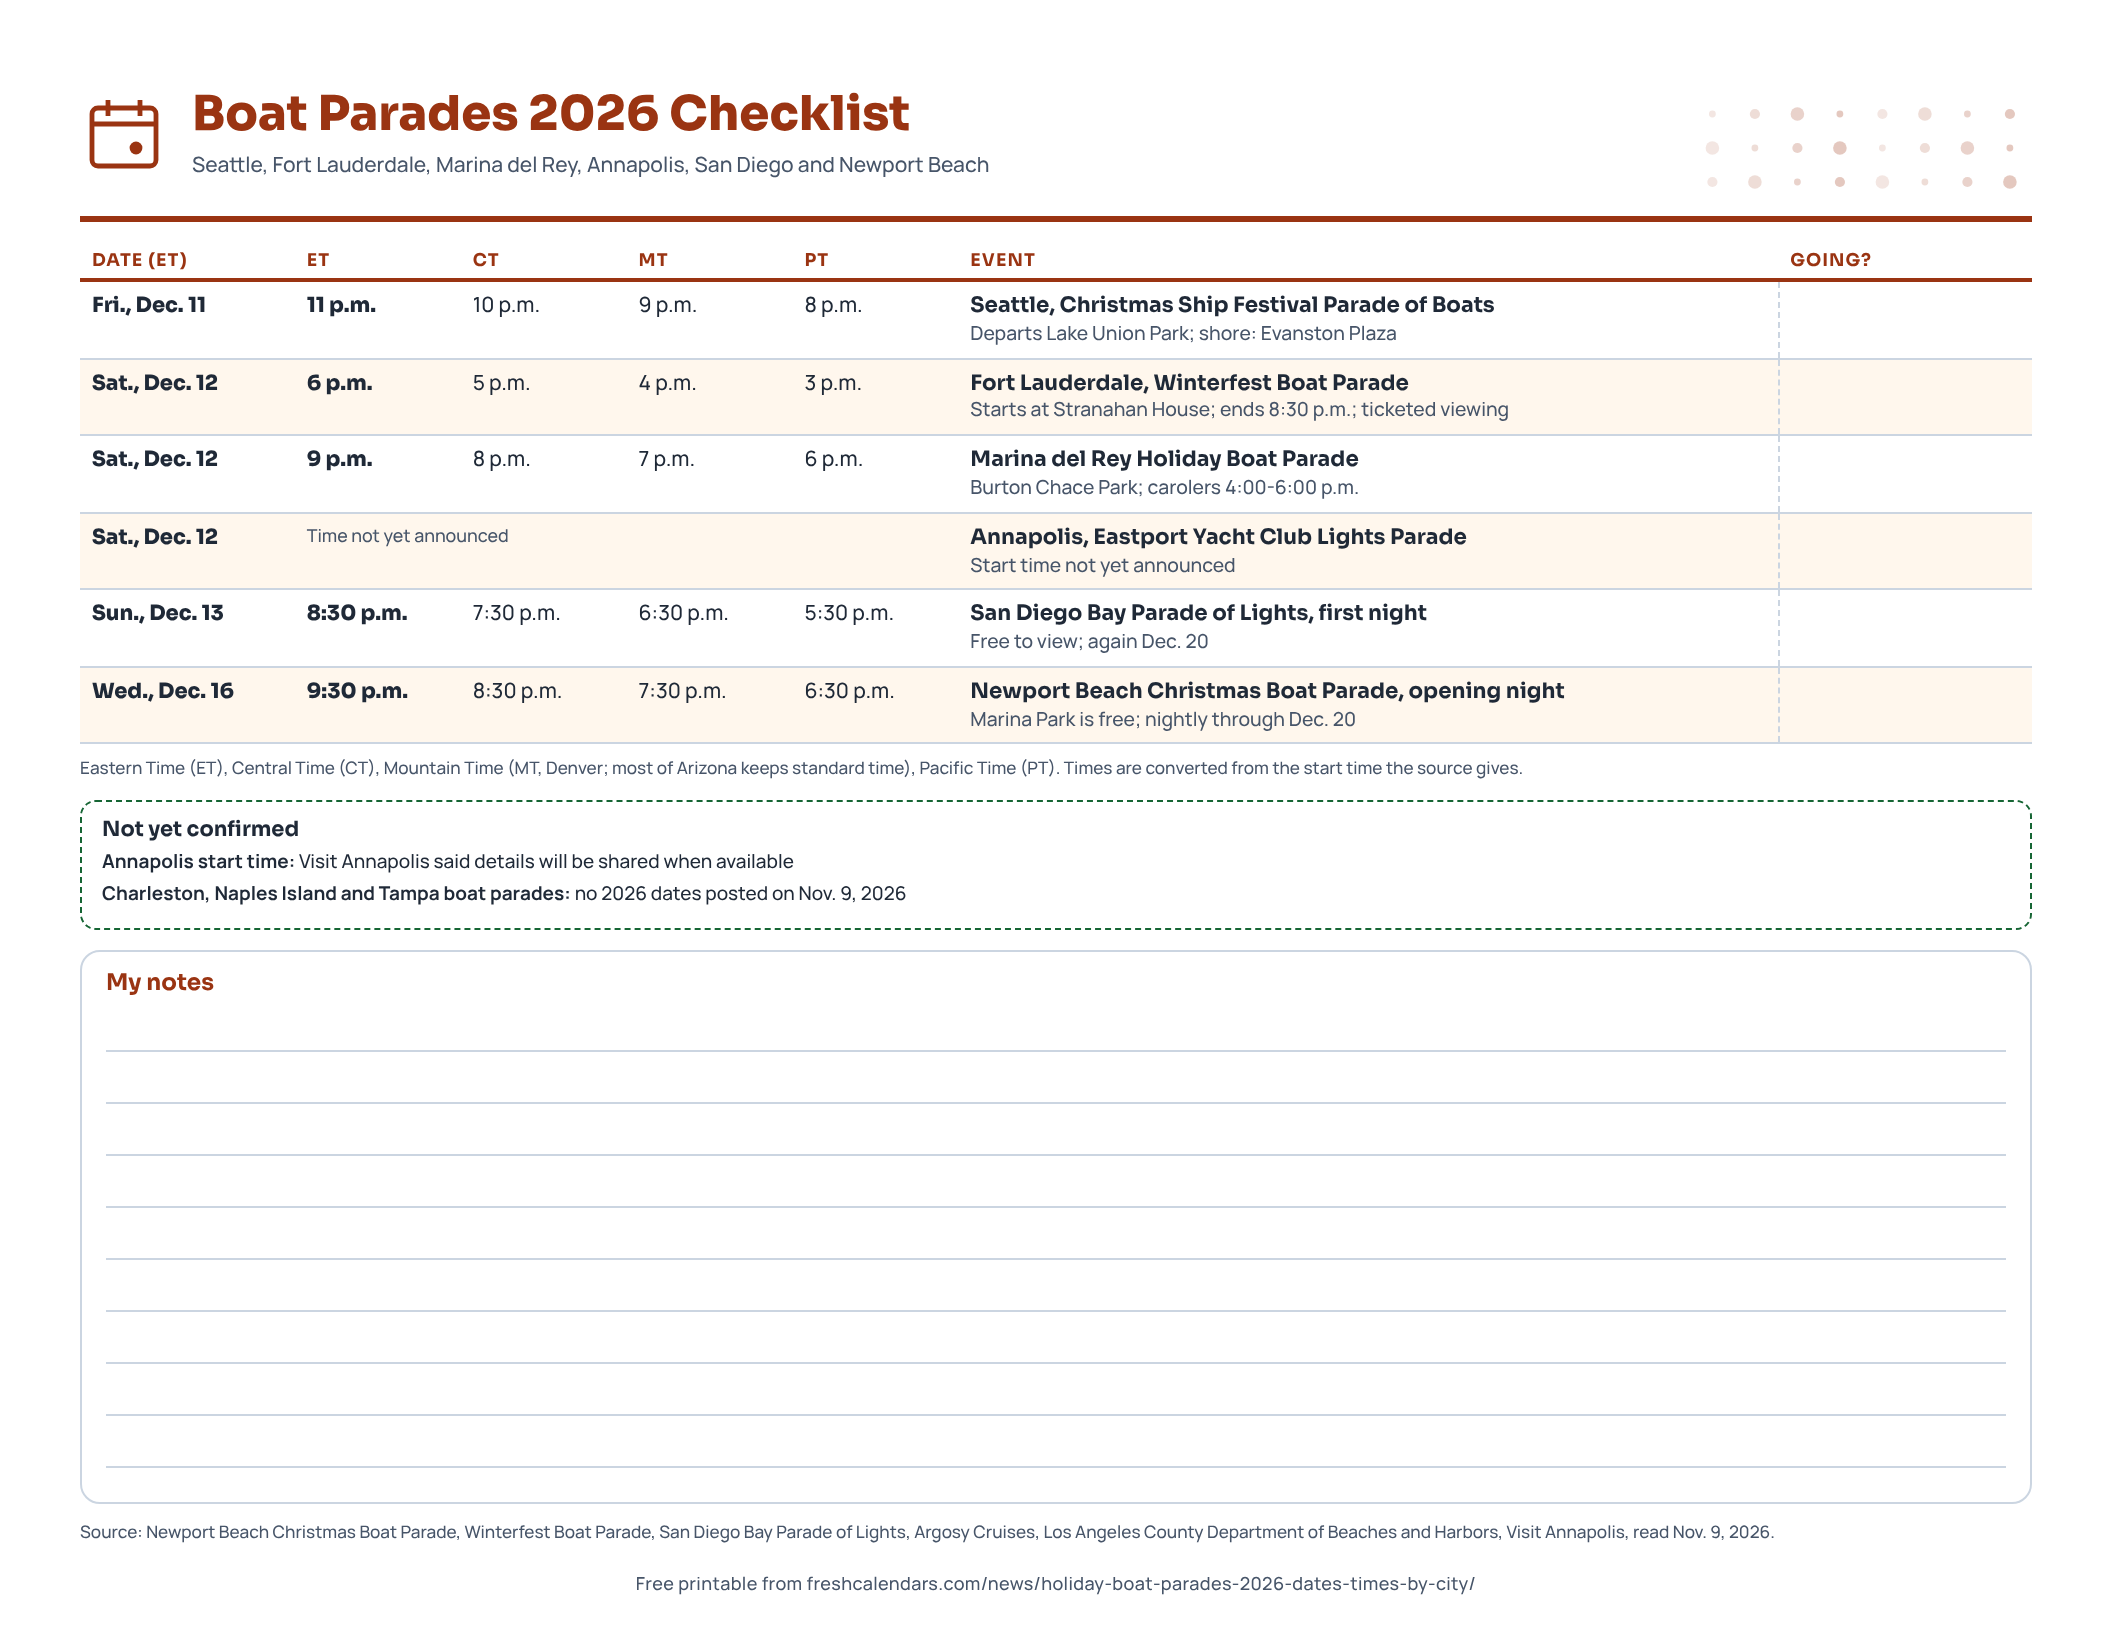 Boat Parades 2026 Checklist
Seattle, Fort Lauderdale, Marina del Rey, Annapolis, San Diego and Newport Beach
DATE (ET) ET CT MT PT EVENT GOING?
Fri., Dec. 11 11 p.m. 10 p.m. 9 p.m. 8 p.m. Seattle, Christmas Ship Festival Parade of Boats
Departs Lake Union Park; shore: Evanston Plaza
Sat., Dec. 12 6 p.m. 5 p.m. 4 p.m. 3 p.m. Fort Lauderdale, Winterfest Boat Parade
Starts at Stranahan House; ends 8:30 p.m.; ticketed viewing
Sat., Dec. 12 9 p.m. 8 p.m. 7 p.m. 6 p.m. Marina del Rey Holiday Boat Parade
Burton Chace Park; carolers 4:00-6:00 p.m.
Sat., Dec. 12 Time not yet announced Annapolis, Eastport Yacht Club Lights Parade
Start time not yet announced
Sun., Dec. 13 8:30 p.m. 7:30 p.m. 6:30 p.m. 5:30 p.m. San Diego Bay Parade of Lights, first night
Free to view; again Dec. 20
Wed., Dec. 16 9:30 p.m. 8:30 p.m. 7:30 p.m. 6:30 p.m. Newport Beach Christmas Boat Parade, opening night
Marina Park is free; nightly through Dec. 20
Eastern Time (ET), Central Time (CT), Mountain Time (MT, Denver; most of Arizona keeps standard time), Pacific Time (PT). Times are converted from the start time the source gives.
Not yet confirmed
Annapolis start time: Visit Annapolis said details will be shared when available
Charleston, Naples Island and Tampa boat parades: no 2026 dates posted on Nov. 9, 2026
My notes
Source: Newport Beach Christmas Boat Parade, Winterfest Boat Parade, San Diego Bay Parade of Lights, Argosy Cruises, Los Angeles County Department of Beaches and Harbors, Visit Annapolis, read Nov. 9, 2026.
Free printable from freshcalendars.com/news/holiday-boat-parades-2026-dates-times-by-city/